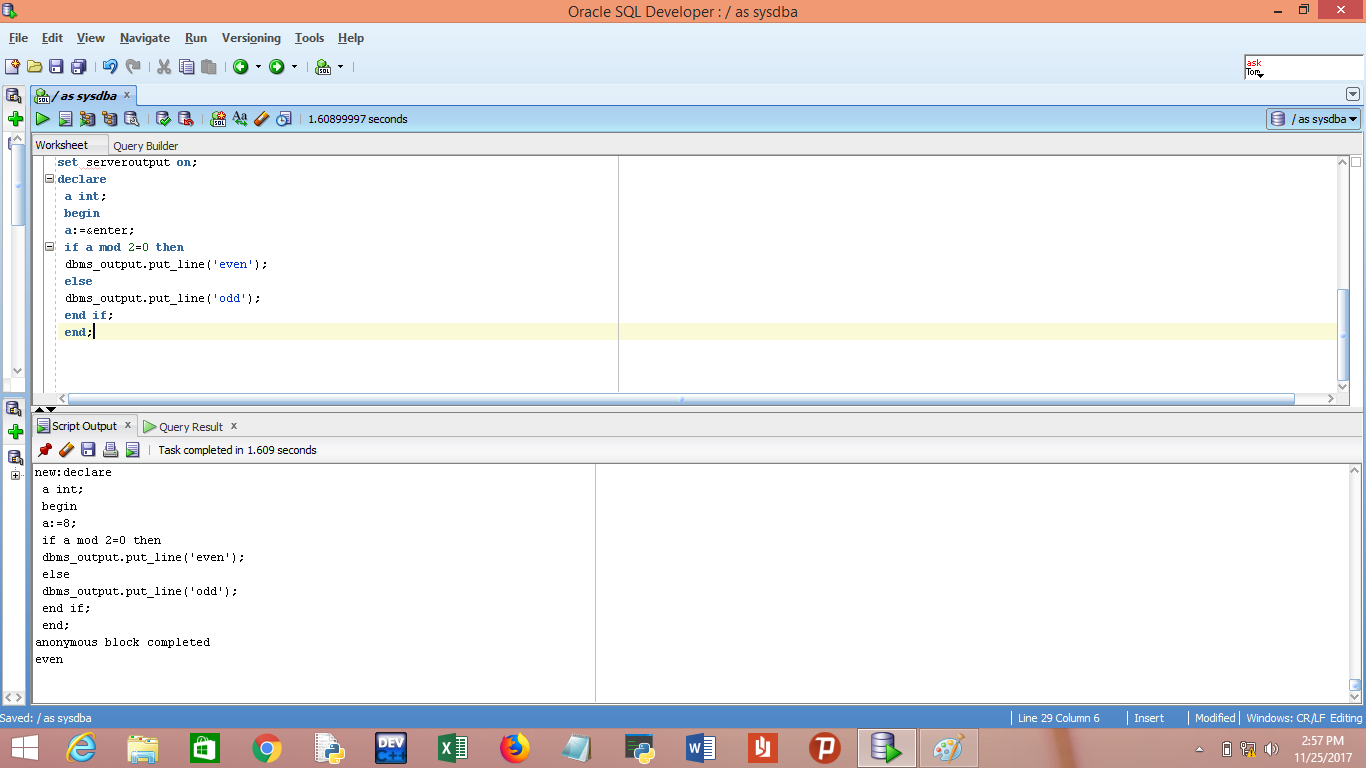 Oracle SQL Developer : / as sysdba
File Edit View Navigate Run Versioning Tools Help
ask
Tom
/ as sysdba
1.60899997 seconds
/ as sysdba
Worksheet Query Builder
set serveroutput on;
declare
a int;
begin
a:=&enter;
if a mod 2=0 then
dbms_output.put_line('even');
else
dbms_output.put_line('odd');
end if;
end;
Script Output Query Result
Task completed in 1.609 seconds
new:declare
a int;
begin
a:=8;
if a mod 2=0 then
dbms_output.put_line('even');
else
dbms_output.put_line('odd');
end if;
end;
anonymous block completed
even
Saved: / as sysdba
Line 29 Column 6 Insert Modified Windows: CR/LF Editing
DEV C++
2:57 PM
11/25/2017